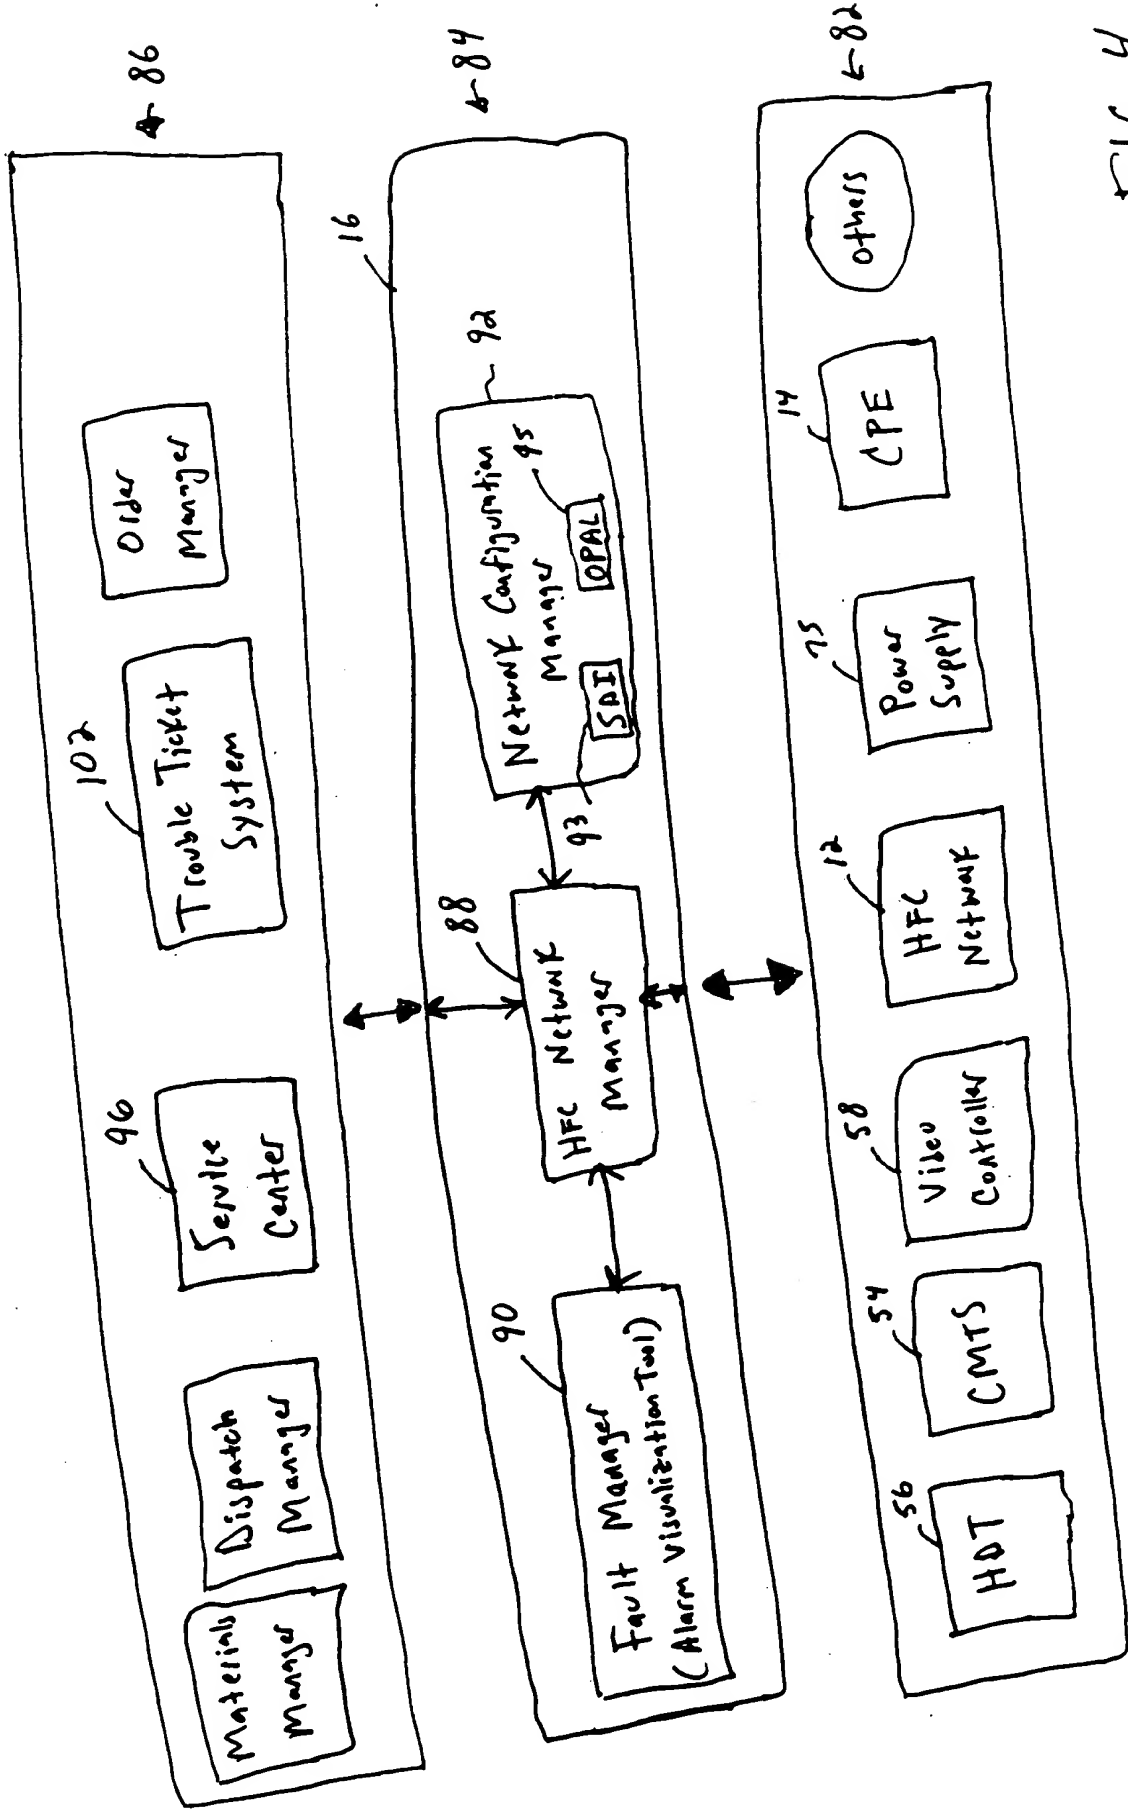 Materials
Manager
Dispatch
Manager
96
Service
Center
102
Trouble Ticket
System
Order
Manager
← 86
90
Fault Manager
(Alarm Visualization Tool)
88
HFC Network
Manager
16
92
Network Configuration
Manager
93
SDI
OPAL
95
← 84
56
HDT
54
CMTS
58
Video
Controller
12
HFC
Network
75
Power
Supply
14
CPE
others
← 82
FIG 4